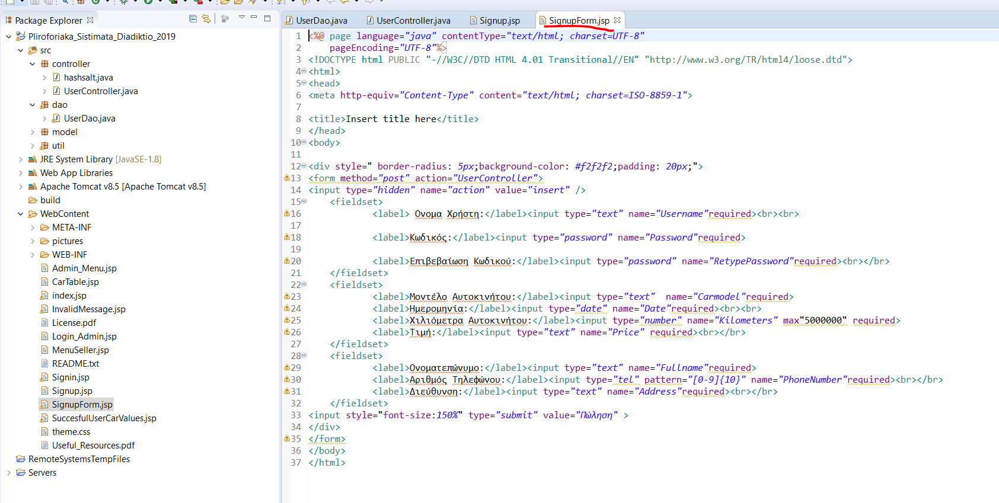 Package Explorer
Pliroforiaka_Sistimata_Diadiktio_2019
src
controller
hashsalt.java
UserController.java
dao
UserDao.java
model
util
JRE System Library [JavaSE-1.8]
Web App Libraries
Apache Tomcat v8.5 [Apache Tomcat v8.5]
build
WebContent
META-INF
pictures
WEB-INF
Admin_Menu.jsp
CarTable.jsp
index.jsp
InvalidMessage.jsp
License.pdf
Login_Admin.jsp
MenuSeller.jsp
README.txt
Signin.jsp
Signup.jsp
SignupForm.jsp
SuccesfulUserCarValues.jsp
theme.css
Useful_Resources.pdf
RemoteSystemsTempFiles
Servers
UserDao.java UserController.java Signup.jsp SignupForm.jsp
1 <%@ page language="java" contentType="text/html; charset=UTF-8"
2 pageEncoding="UTF-8"%>
3 <!DOCTYPE html PUBLIC "-//W3C//DTD HTML 4.01 Transitional//EN" "http://www.w3.org/TR/html4/loose.dtd">
4 <html>
5 <head>
6 <meta http-equiv="Content-Type" content="text/html; charset=ISO-8859-1">
7
8 <title>Insert title here</title>
9 </head>
10 <body>
11
12 <div style=" border-radius: 5px;background-color: #f2f2f2;padding: 20px;">
13 <form method="post" action="UserController">
14 <input type="hidden" name="action" value="insert" />
15 <fieldset>
16 <label> Ονομα Χρήστη:</label><input type="text" name="Username"required><br><br>
17
18 <label>Κωδικός:</label><input type="password" name="Password"required>
19
20 <label>Επιβεβαίωση Κωδικού:</label><input type="password" name="RetypePassword"required><br></br>
21 </fieldset>
22 <fieldset>
23 <label>Μοντέλο Αυτοκινήτου:</label><input type="text"  name="Carmodel"required>
24 <label>Ημερομηνία:</label><input type="date" name="Date"required><br><br>
25 <label>Χιλιόμετρα Αυτοκινήτου:</label><input type="number" name="Kilometers" max"5000000" required>
26 <label>Τιμή:</label><input type="text" name="Price" required><br></br>
27 </fieldset>
28 <fieldset>
29 <label>Ονοματεπώνυμο:</label><input type="text" name="Fullname"required>
30 <label>Αριθμός Τηλεφώνου:</label><input type="tel" pattern="[0-9]{10}" name="PhoneNumber"required><br></br>
31 <label>Διεύθυνση:</label><input type="text" name="Address"required><br></br>
32 </fieldset>
33 <input style="font-size:150%" type="submit" value="Πώληση" >
34 </div>
35 </form>
36 </body>
37 </html>